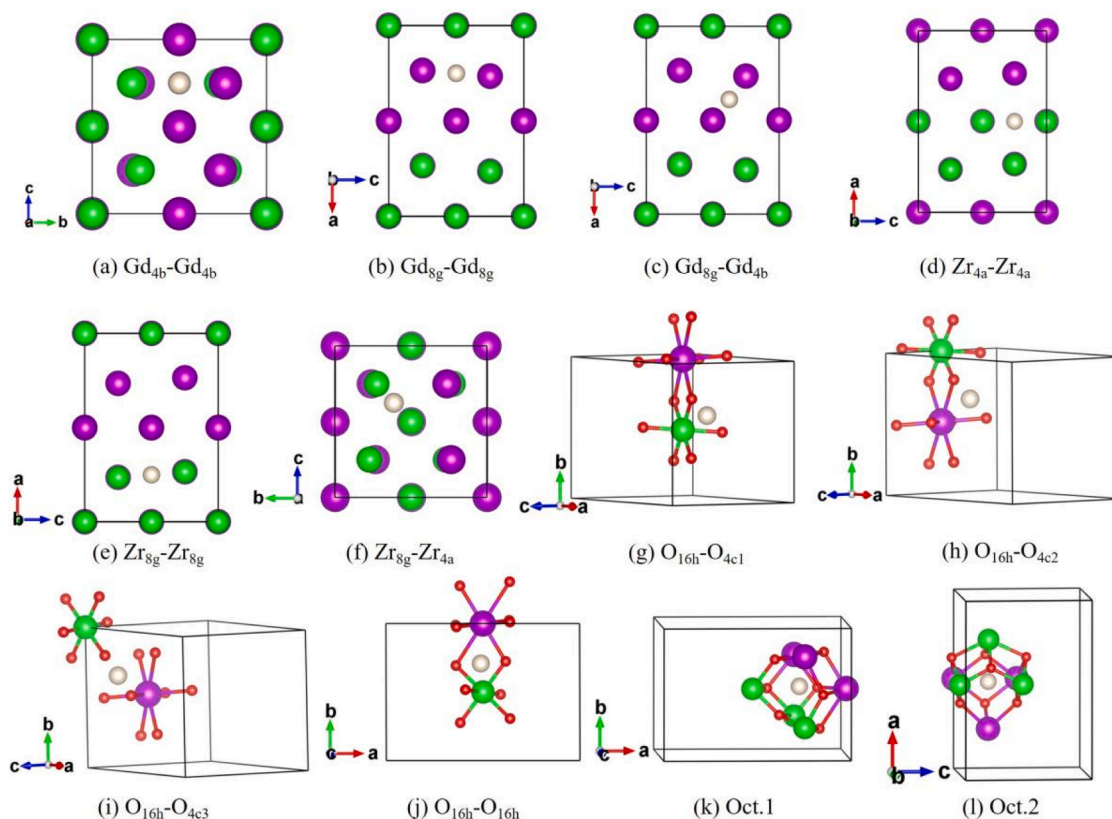 c
a b
(a) Gd4b-Gd4b
b c
a
(b) Gd8g-Gd8g
b c
a
(c) Gd8g-Gd4b
a
b c
(d) Zr4a-Zr4a
a
b c
(e) Zr8g-Zr8g
c
b a
(f) Zr8g-Zr4a
b
c a
(g) O16h-O4c1
b
c a
(h) O16h-O4c2
b
c a
(i) O16h-O4c3
b
c a
(j) O16h-O16h
b
c a
(k) Oct.1
a
b c
(l) Oct.2